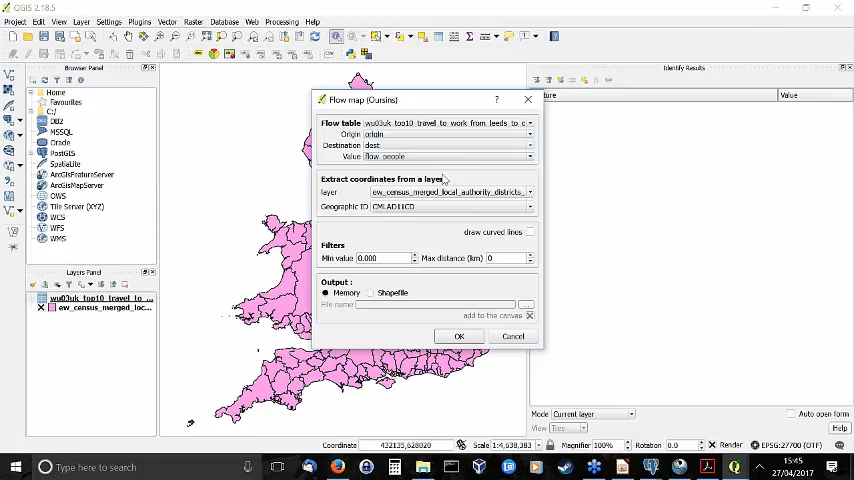 QGIS 2.18.5
Project Edit View Layer Settings Plugins Vector Raster Database Web Processing Help
Browser Panel
Home
Favourites
C:/
DB2
MSSQL
Oracle
PostGIS
SpatiaLite
ArcGisFeatureServer
ArcGisMapServer
OWS
Tile Server (XYZ)
WCS
WFS
WMS
Layers Panel
wu03uk_top10_travel_to_...
ew_census_merged_loc...
Flow map (Oursins)
?
Flow table wu03uk_top10_travel_to_work_from_leeds_to_c
Origin origin
Destination dest
Value flow_people
Extract coordinates from a layer
layer ew_census_merged_local_authority_districts_
Geographic ID CMLAD11CD
draw curved lines
Filters
Min value 0.000 Max distance (km) 0
Output :
Memory Shapefile
File name ...
add to the canvas
OK Cancel
Identify Results
ture Value
Mode Current layer Auto open form
View Tree Help
Coordinate 432135,628020 Scale 1:4,638,383 Magnifier 100% Rotation 0.0 Render EPSG:27700 (OTF)
Type here to search
15:45
27/04/2017